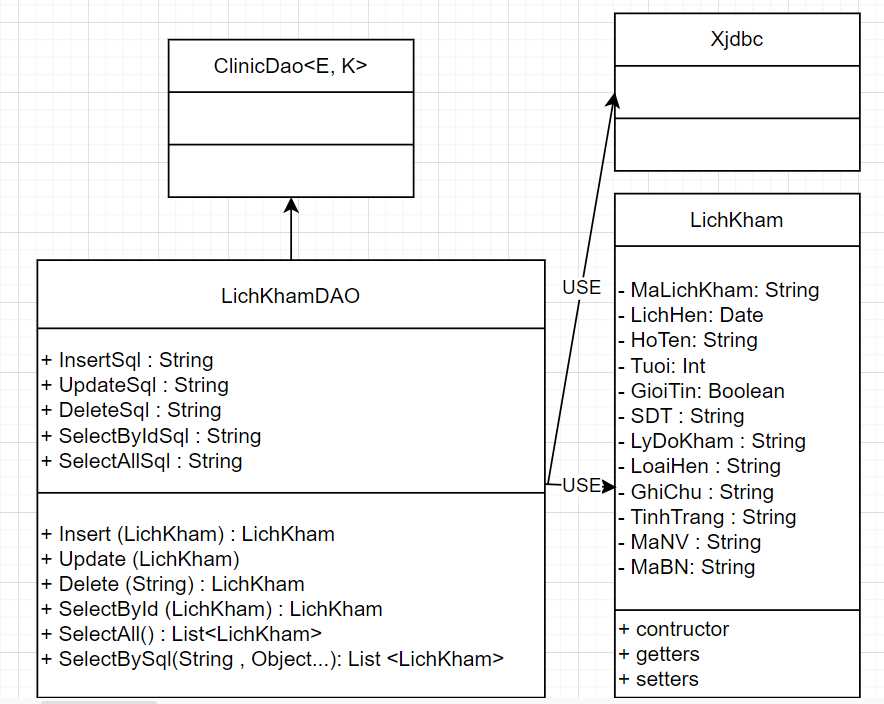 ClinicDao<E, K>
Xjdbc
LichKhamDAO
+ InsertSql : String
+ UpdateSql : String
+ DeleteSql : String
+ SelectByIdSql : String
+ SelectAllSql : String
+ Insert (LichKham) : LichKham
+ Update (LichKham)
+ Delete (String) : LichKham
+ SelectById (LichKham) : LichKham
+ SelectAll() : List<LichKham>
+ SelectBySql(String , Object...): List <LichKham>
USE
USE
LichKham
- MaLichKham: String
- LichHen: Date
- HoTen: String
- Tuoi: Int
- GioiTin: Boolean
- SDT : String
- LyDoKham : String
- LoaiHen : String
- GhiChu : String
- TinhTrang : String
- MaNV : String
- MaBN: String
+ contructor
+ getters
+ setters